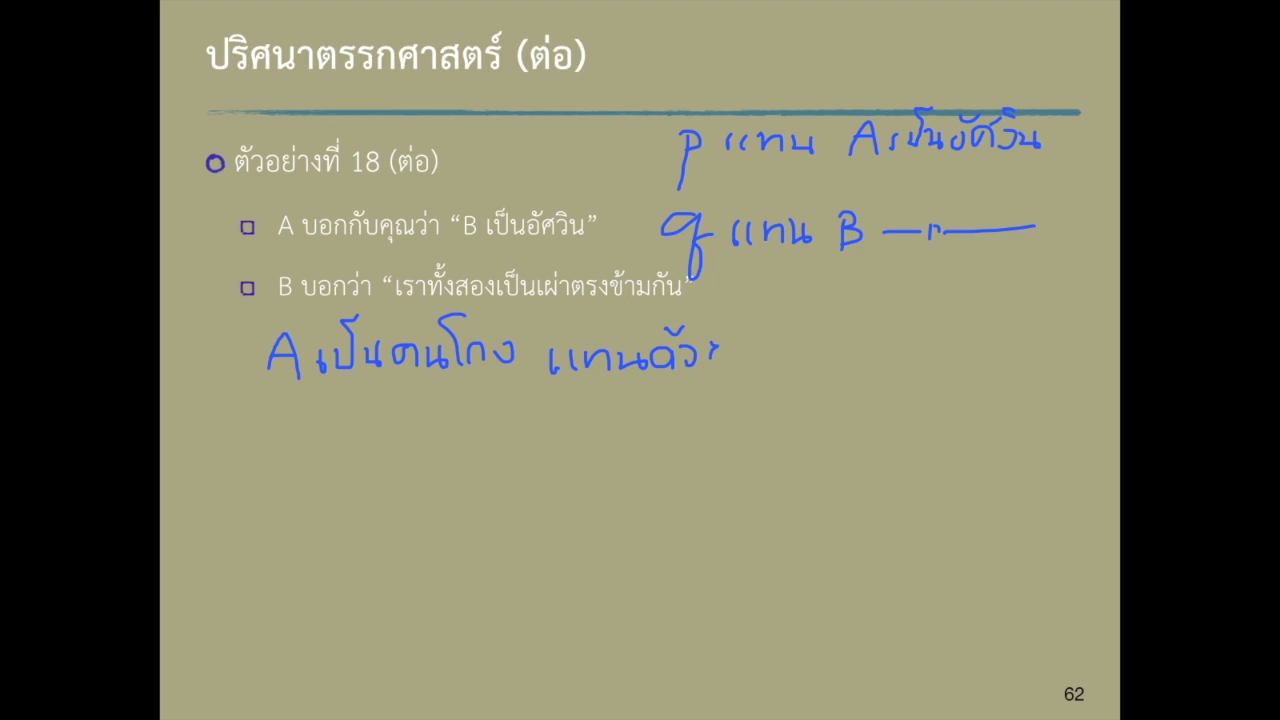 ปริศนาตรรกศาสตร์ (ต่อ)
p แทน A เป็นอัศวิน
ตัวอย่างที่ 18 (ต่อ)
A บอกกับคุณว่า “B เป็นอัศวิน”
q แทน B —〃—
B บอกว่า “เราทั้งสองเป็นเผ่าตรงข้ามกัน”
A เป็นคนโกง แทนด้ว
62